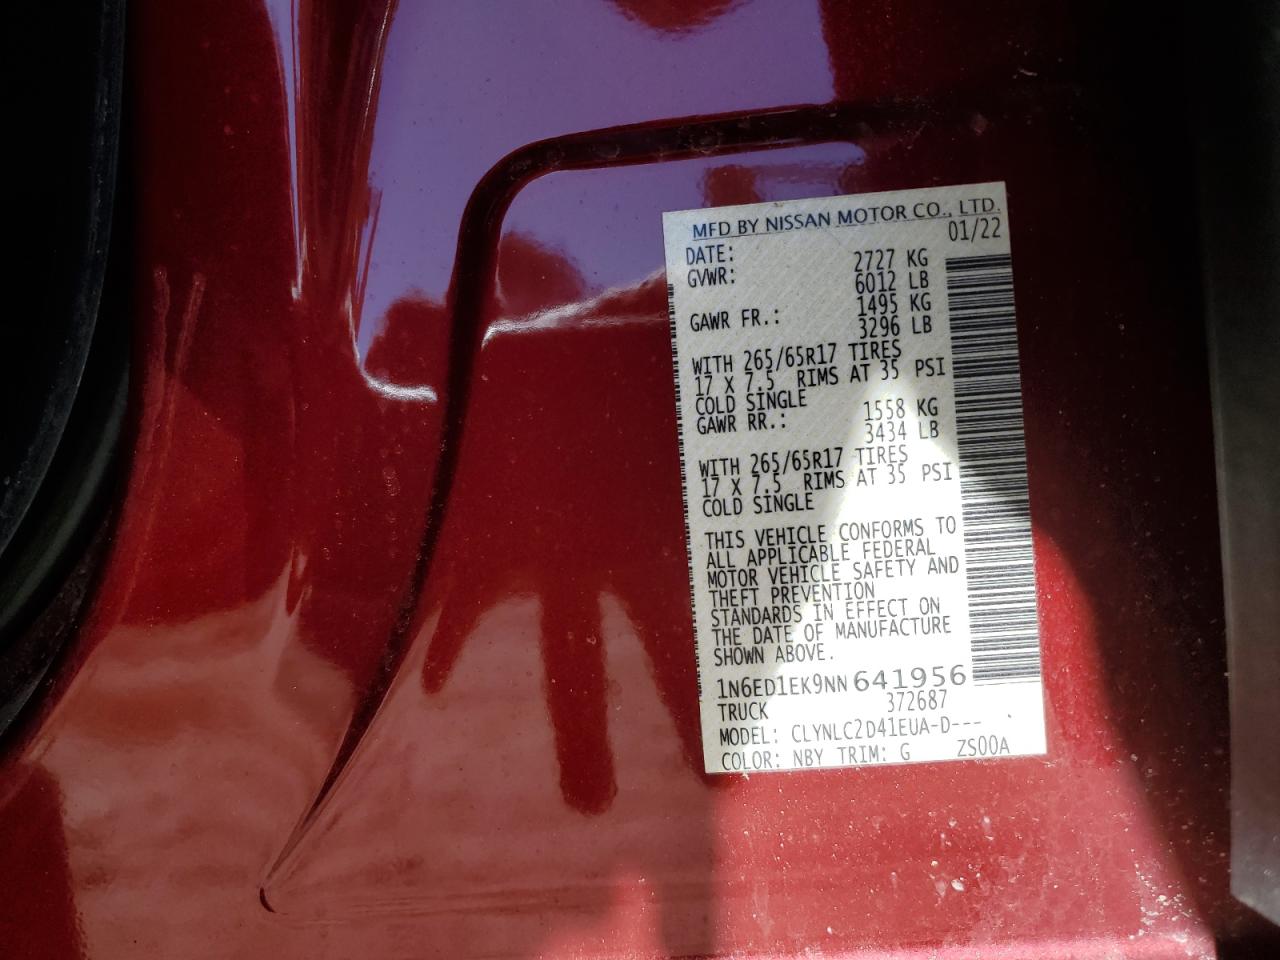 MFD BY NISSAN MOTOR CO., LTD.
DATE: 01/22
GVWR: 2727 KG
6012 LB
GAWR FR.: 1495 KG
3296 LB
WITH 265/65R17 TIRES
17 X 7.5 RIMS AT 35 PSI
COLD SINGLE
GAWR RR.: 1558 KG
3434 LB
WITH 265/65R17 TIRES
17 X 7.5 RIMS AT 35 PSI
COLD SINGLE
THIS VEHICLE CONFORMS TO
ALL APPLICABLE FEDERAL
MOTOR VEHICLE SAFETY AND
THEFT PREVENTION
STANDARDS IN EFFECT ON
THE DATE OF MANUFACTURE
SHOWN ABOVE.
1N6ED1EK9NN641956
TRUCK 372687
MODEL: CLYNLC2D41EUA-D---
COLOR: NBY TRIM: G ZS00A